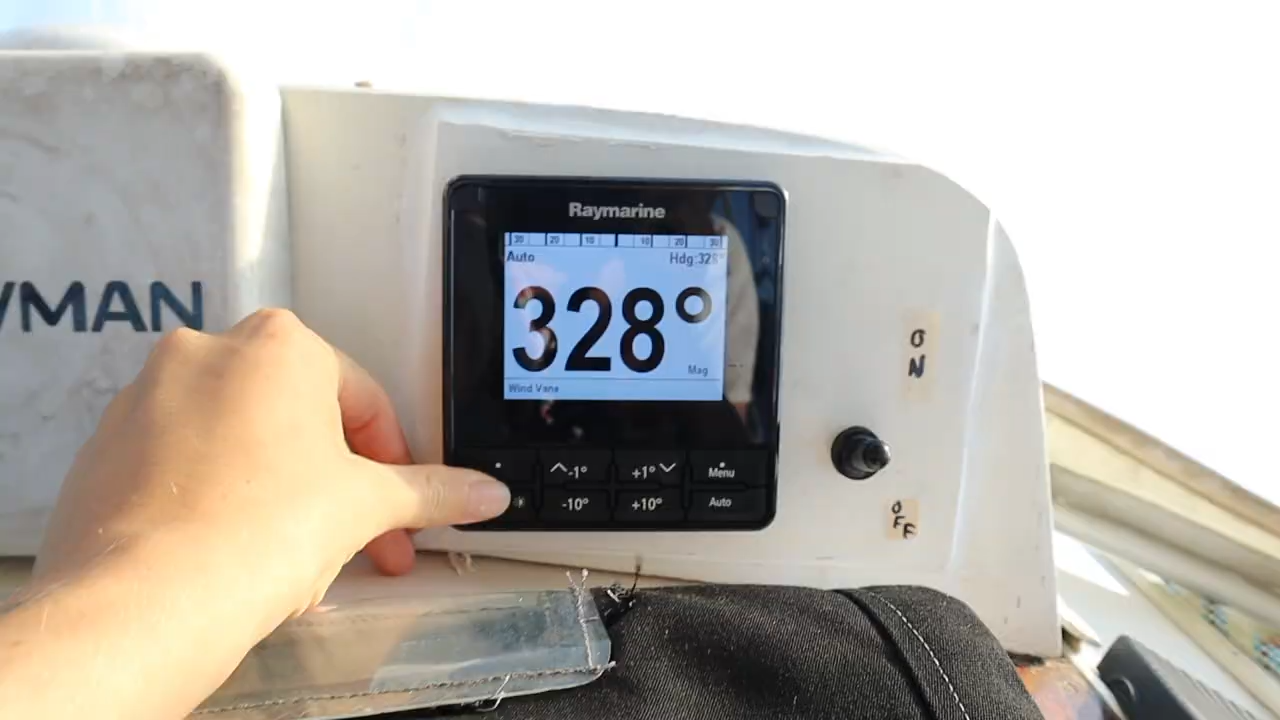 YMAN
Raymarine
30 20 10 10 20 30
Auto Hdg:328°
328°
Mag
Wind Vane
-1° +1° Menu
-10° +10° Auto
ON
OFF